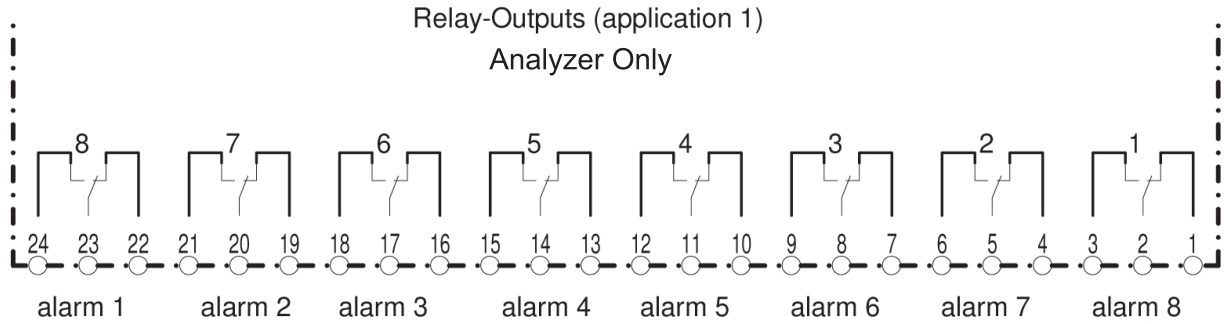 Relay-Outputs (application 1)
Analyzer Only
8 7 6 5 4 3 2 1
24 23 22 21 20 19 18 17 16 15 14 13 12 11 10 9 8 7 6 5 4 3 2 1
alarm 1 alarm 2 alarm 3 alarm 4 alarm 5 alarm 6 alarm 7 alarm 8